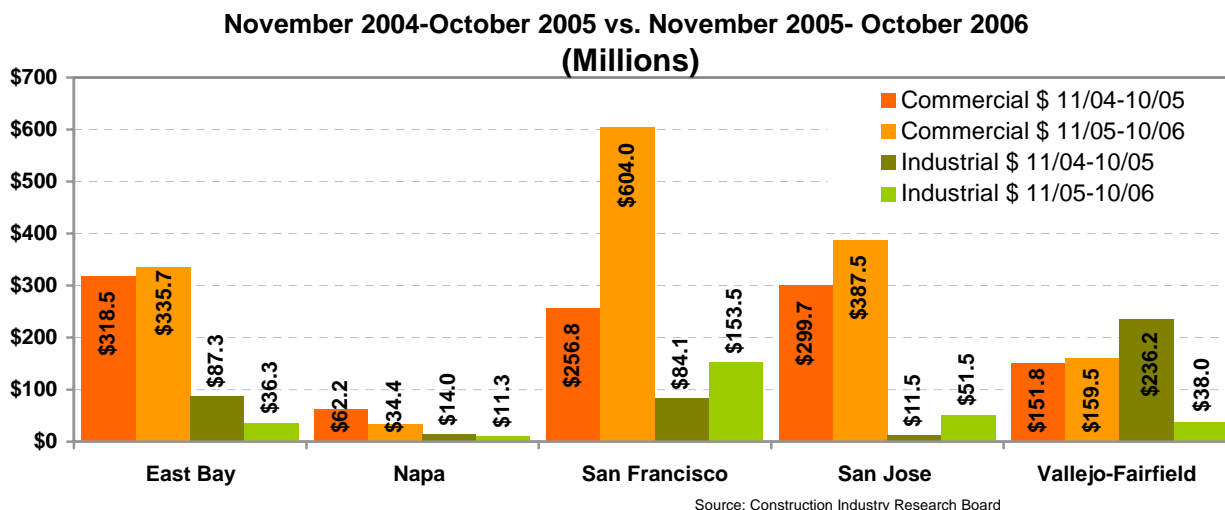 November 2004-October 2005 vs. November 2005- October 2006
(Millions)
$700
$600
$500
$400
$300
$200
$100
$0
Commercial $ 11/04-10/05
Commercial $ 11/05-10/06
Industrial $ 11/04-10/05
Industrial $ 11/05-10/06
$318.5
$335.7
$87.3
$36.3
$62.2
$34.4
$14.0
$11.3
$256.8
$604.0
$84.1
$153.5
$299.7
$387.5
$11.5
$51.5
$151.8
$159.5
$236.2
$38.0
East Bay
Napa
San Francisco
San Jose
Vallejo-Fairfield
Source: Construction Industry Research Board